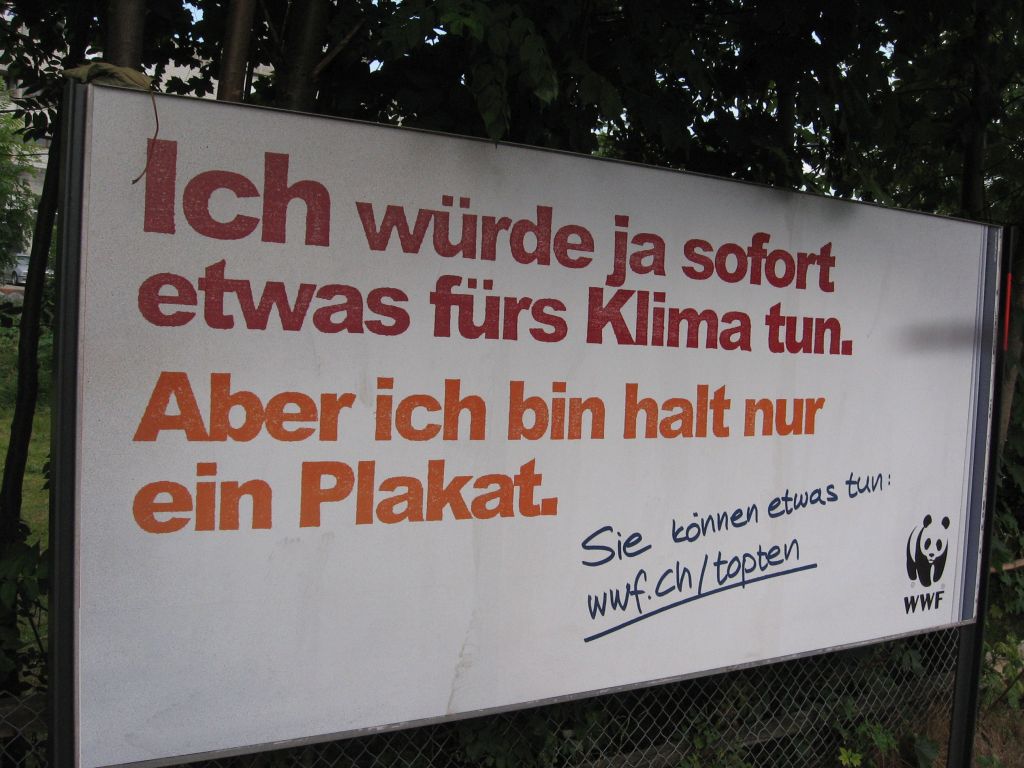 Ich würde ja sofort
etwas fürs Klima tun.
Aber ich bin halt nur
ein Plakat.
Sie können etwas tun:
wwf.ch/topten
WWF